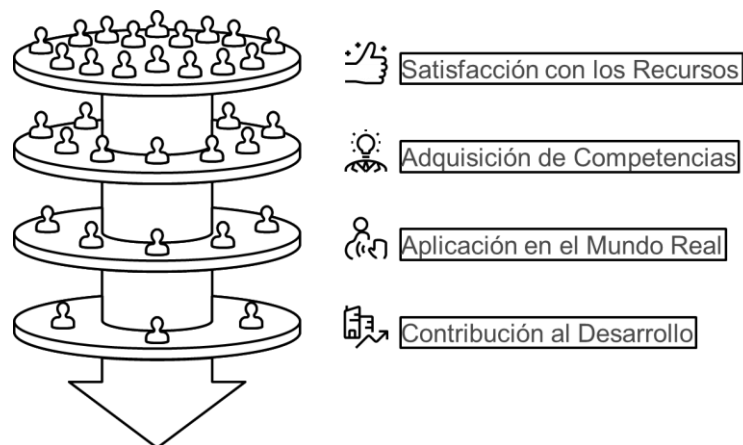 Satisfacción con los Recursos
Adquisición de Competencias
Aplicación en el Mundo Real
Contribución al Desarrollo